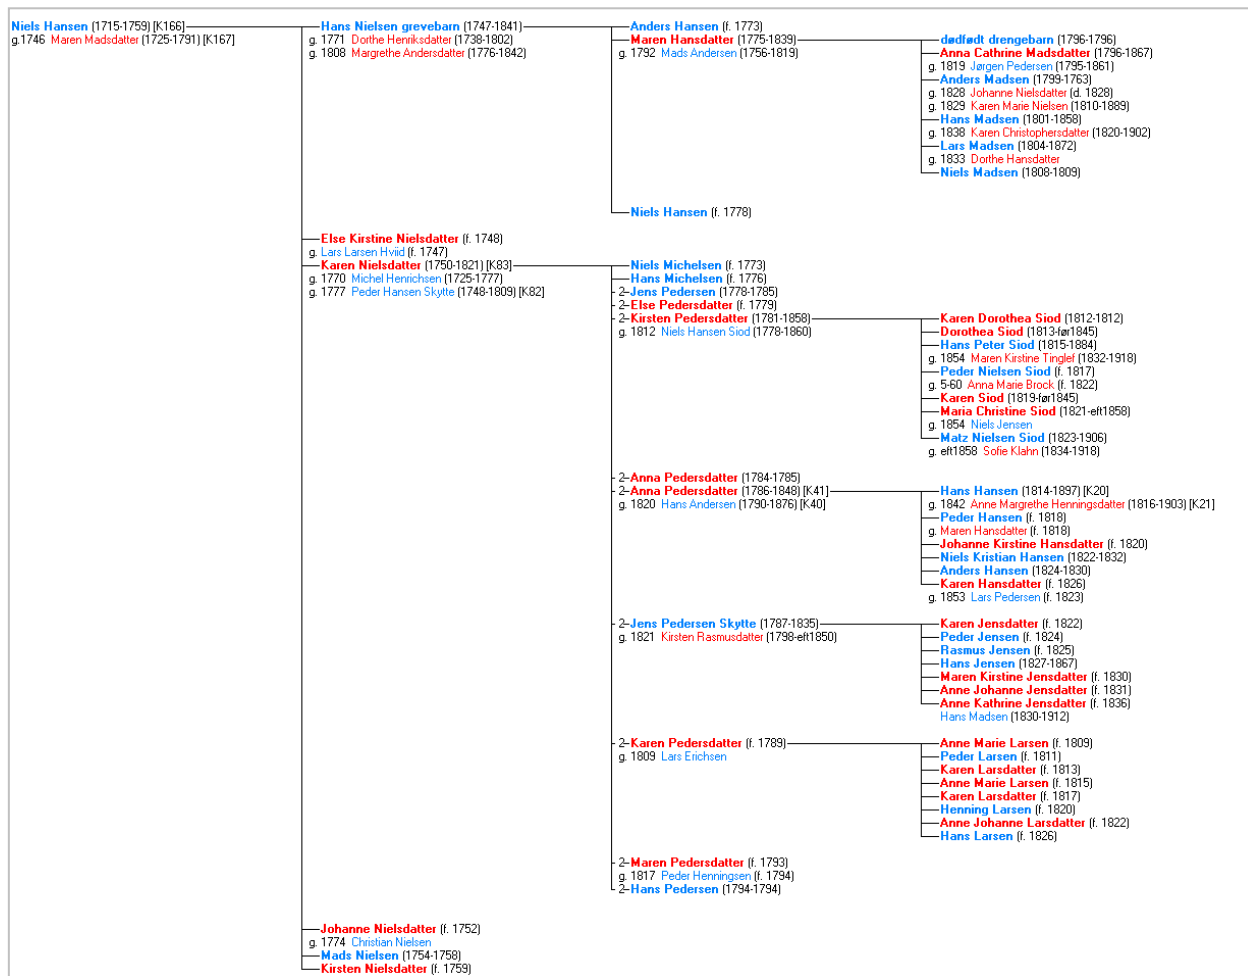 Niels Hansen (1715-1759) [K166]
g.1746 Maren Madsdatter (1725-1791) [K167]
Hans Nielsen grevebarn (1747-1841)
g. 1771 Dorthe Henriksdatter (1738-1802)
g. 1808 Margrethe Andersdatter (1776-1842)
Anders Hansen (f. 1773)
Maren Hansdatter (1775-1839)
g. 1792 Mads Andersen (1756-1819)
dødfødt drengebarn (1796-1796)
Anna Cathrine Madsdatter (1796-1867)
g. 1819 Jørgen Pedersen (1795-1861)
Anders Madsen (1799-1763)
g. 1828 Johanne Nielsdatter (d. 1828)
g. 1829 Karen Marie Nielsen (1810-1889)
Hans Madsen (1801-1858)
g. 1838 Karen Christophersdatter (1820-1902)
Lars Madsen (1804-1872)
g. 1833 Dorthe Hansdatter
Niels Madsen (1808-1809)
Niels Hansen (f. 1778)
Else Kirstine Nielsdatter (f. 1748)
g. Lars Larsen Hviid (f. 1747)
Karen Nielsdatter (1750-1821) [K83]
g. 1770 Michel Henrichsen (1725-1777)
g. 1777 Peder Hansen Skytte (1748-1809) [K82]
Niels Michelsen (f. 1773)
Hans Michelsen (f. 1776)
2-Jens Pedersen (1778-1785)
2-Else Pedersdatter (f. 1779)
2-Kirsten Pedersdatter (1781-1858)
g. 1812 Niels Hansen Siod (1778-1860)
Karen Dorothea Siod (1812-1812)
Dorothea Siod (1813-før1845)
Hans Peter Siod (1815-1884)
g. 1854 Maren Kirstine Tinglef (1832-1918)
Peder Nielsen Siod (f. 1817)
g. 5-60 Anna Marie Brock (f. 1822)
Karen Siod (1819-før1845)
Maria Christine Siod (1821-eft1858)
g. 1854 Niels Jensen
Matz Nielsen Siod (1823-1906)
g. eft1858 Sofie Klahn (1834-1918)
2-Anna Pedersdatter (1784-1785)
2-Anna Pedersdatter (1786-1848) [K41]
g. 1820 Hans Andersen (1790-1876) [K40]
Hans Hansen (1814-1897) [K20]
g. 1842 Anne Margrethe Henningsdatter (1816-1903) [K21]
Peder Hansen (f. 1818)
g. Maren Hansdatter (f. 1818)
Johanne Kirstine Hansdatter (f. 1820)
Niels Kristian Hansen (1822-1832)
Anders Hansen (1824-1830)
Karen Hansdatter (f. 1826)
g. 1853 Lars Pedersen (f. 1823)
2-Jens Pedersen Skytte (1787-1835)
g. 1821 Kirsten Rasmusdatter (1798-eft1850)
Karen Jensdatter (f. 1822)
Peder Jensen (f. 1824)
Rasmus Jensen (f. 1825)
Hans Jensen (1827-1867)
Maren Kirstine Jensdatter (f. 1830)
Anne Johanne Jensdatter (f. 1831)
Anne Kathrine Jensdatter (f. 1836)
Hans Madsen (1830-1912)
2-Karen Pedersdatter (f. 1789)
g. 1809 Lars Erichsen
Anne Marie Larsen (f. 1809)
Peder Larsen (f. 1811)
Karen Larsdatter (f. 1813)
Anne Marie Larsen (f. 1815)
Karen Larsdatter (f. 1817)
Henning Larsen (f. 1820)
Anne Johanne Larsdatter (f. 1822)
Hans Larsen (f. 1826)
2-Maren Pedersdatter (f. 1793)
g. 1817 Peder Henningsen (f. 1794)
2-Hans Pedersen (1794-1794)
Johanne Nielsdatter (f. 1752)
g. 1774 Christian Nielsen
Mads Nielsen (1754-1758)
Kirsten Nielsdatter (f. 1759)